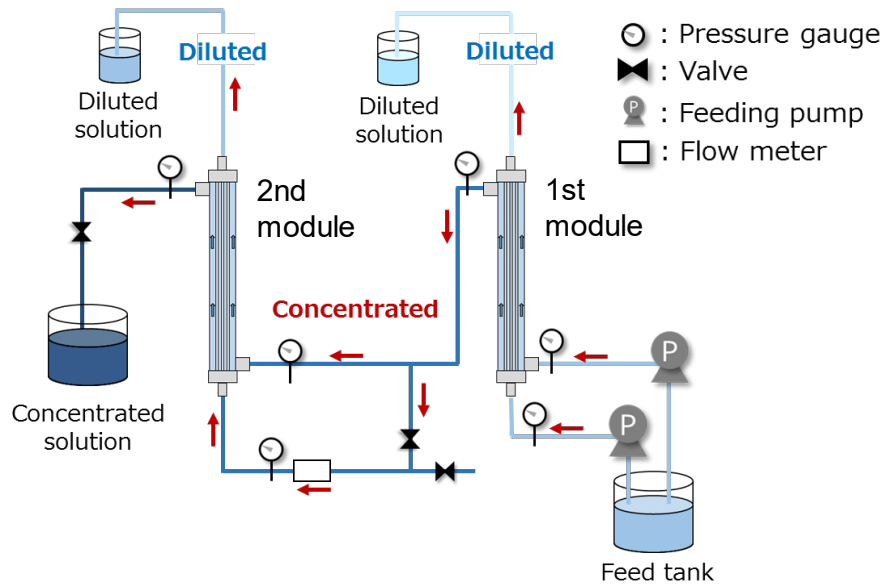 Diluted
Diluted
solution
Diluted
Diluted
solution
: Pressure gauge
: Valve
P : Feeding pump
: Flow meter
2nd
module
1st
module
Concentrated
P
P
Concentrated
solution
Feed tank